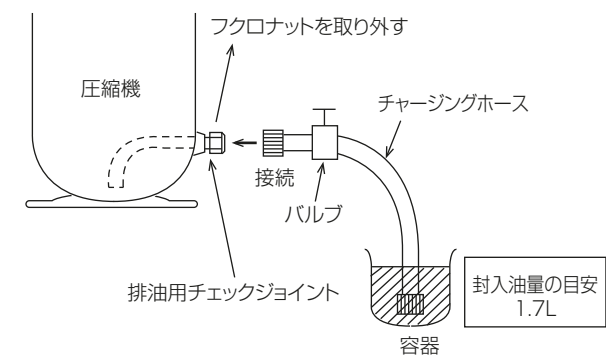 フクロナットを取り外す
圧縮機
チャージングホース
接続
バルブ
排油用チェックジョイント
封入油量の目安
1.7L
容器